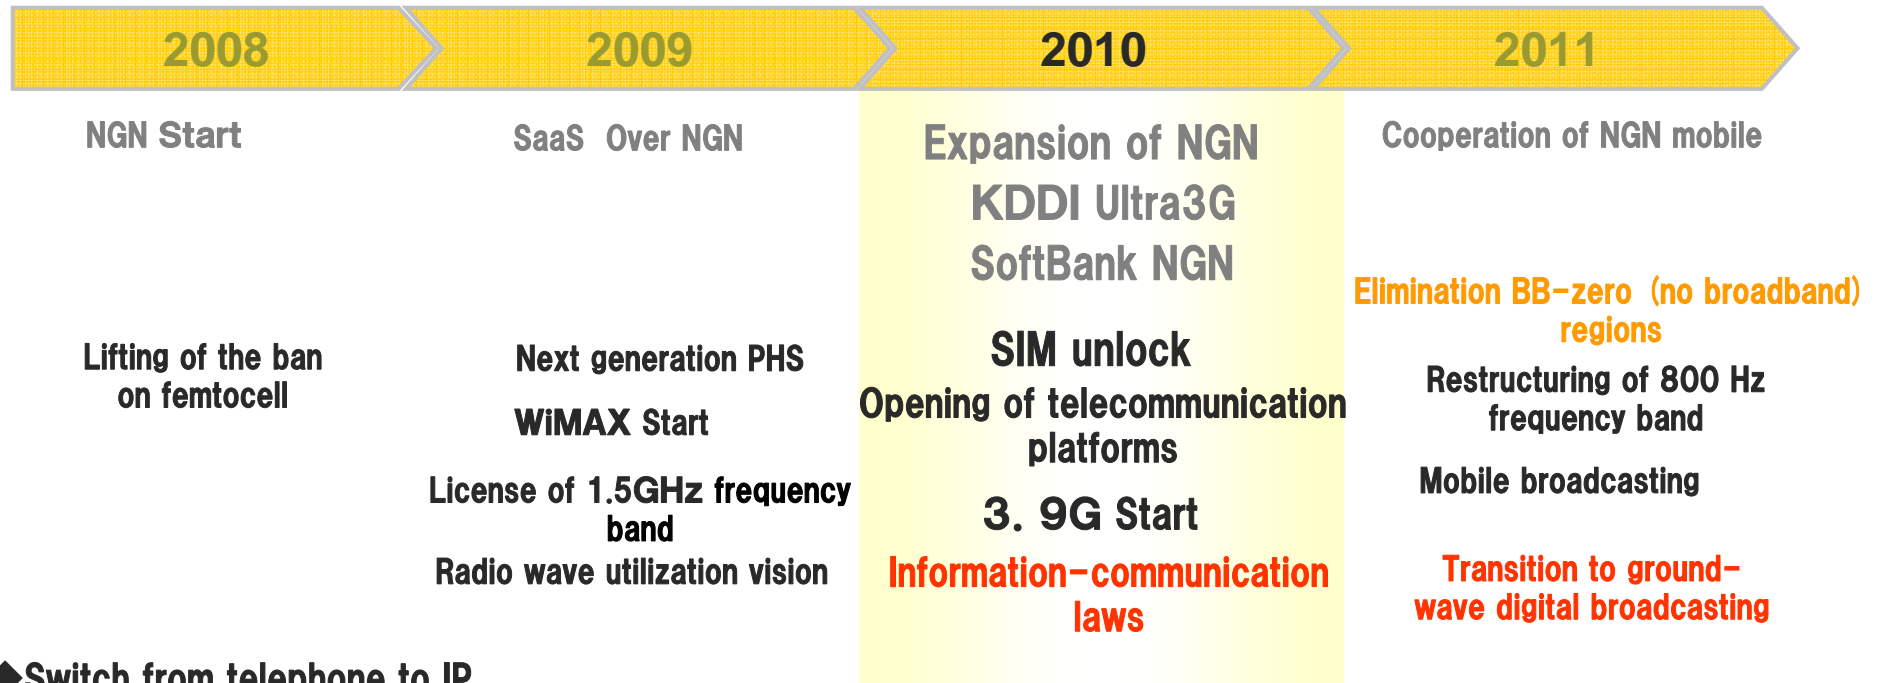 2008
2009
2010
2011
NGN Start
SaaS Over NGN
Expansion of NGN
KDDI Ultra3G
SoftBank NGN
Cooperation of NGN mobile
Lifting of the ban
on femtocell
Next generation PHS
WiMAX Start
License of 1.5GHz frequency
band
Radio wave utilization vision
SIM unlock
Opening of telecommunication
platforms
3. 9G Start
Information-communication
laws
Elimination BB-zero (no broadband)
regions
Restructuring of 800 Hz
frequency band
Mobile broadcasting
Transition to ground-
wave digital broadcasting
◆Switch from telephone to IP